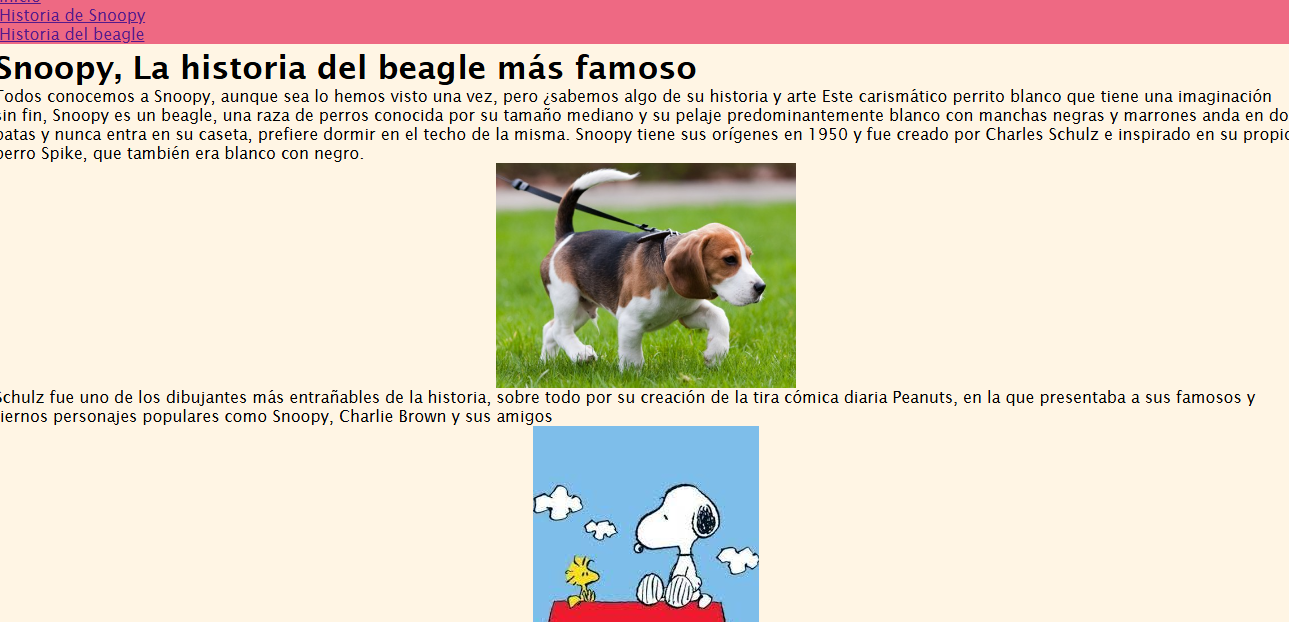 Inicio
Historia de Snoopy
Historia del beagle
Snoopy, La historia del beagle más famoso
Todos conocemos a Snoopy, aunque sea lo hemos visto una vez, pero ¿sabemos algo de su historia y arte Este carismático perrito blanco que tiene una imaginación
sin fin, Snoopy es un beagle, una raza de perros conocida por su tamaño mediano y su pelaje predominantemente blanco con manchas negras y marrones anda en do
patas y nunca entra en su caseta, prefiere dormir en el techo de la misma. Snoopy tiene sus orígenes en 1950 y fue creado por Charles Schulz e inspirado en su propio
perro Spike, que también era blanco con negro.
Schulz fue uno de los dibujantes más entrañables de la historia, sobre todo por su creación de la tira cómica diaria Peanuts, en la que presentaba a sus famosos y
tiernos personajes populares como Snoopy, Charlie Brown y sus amigos